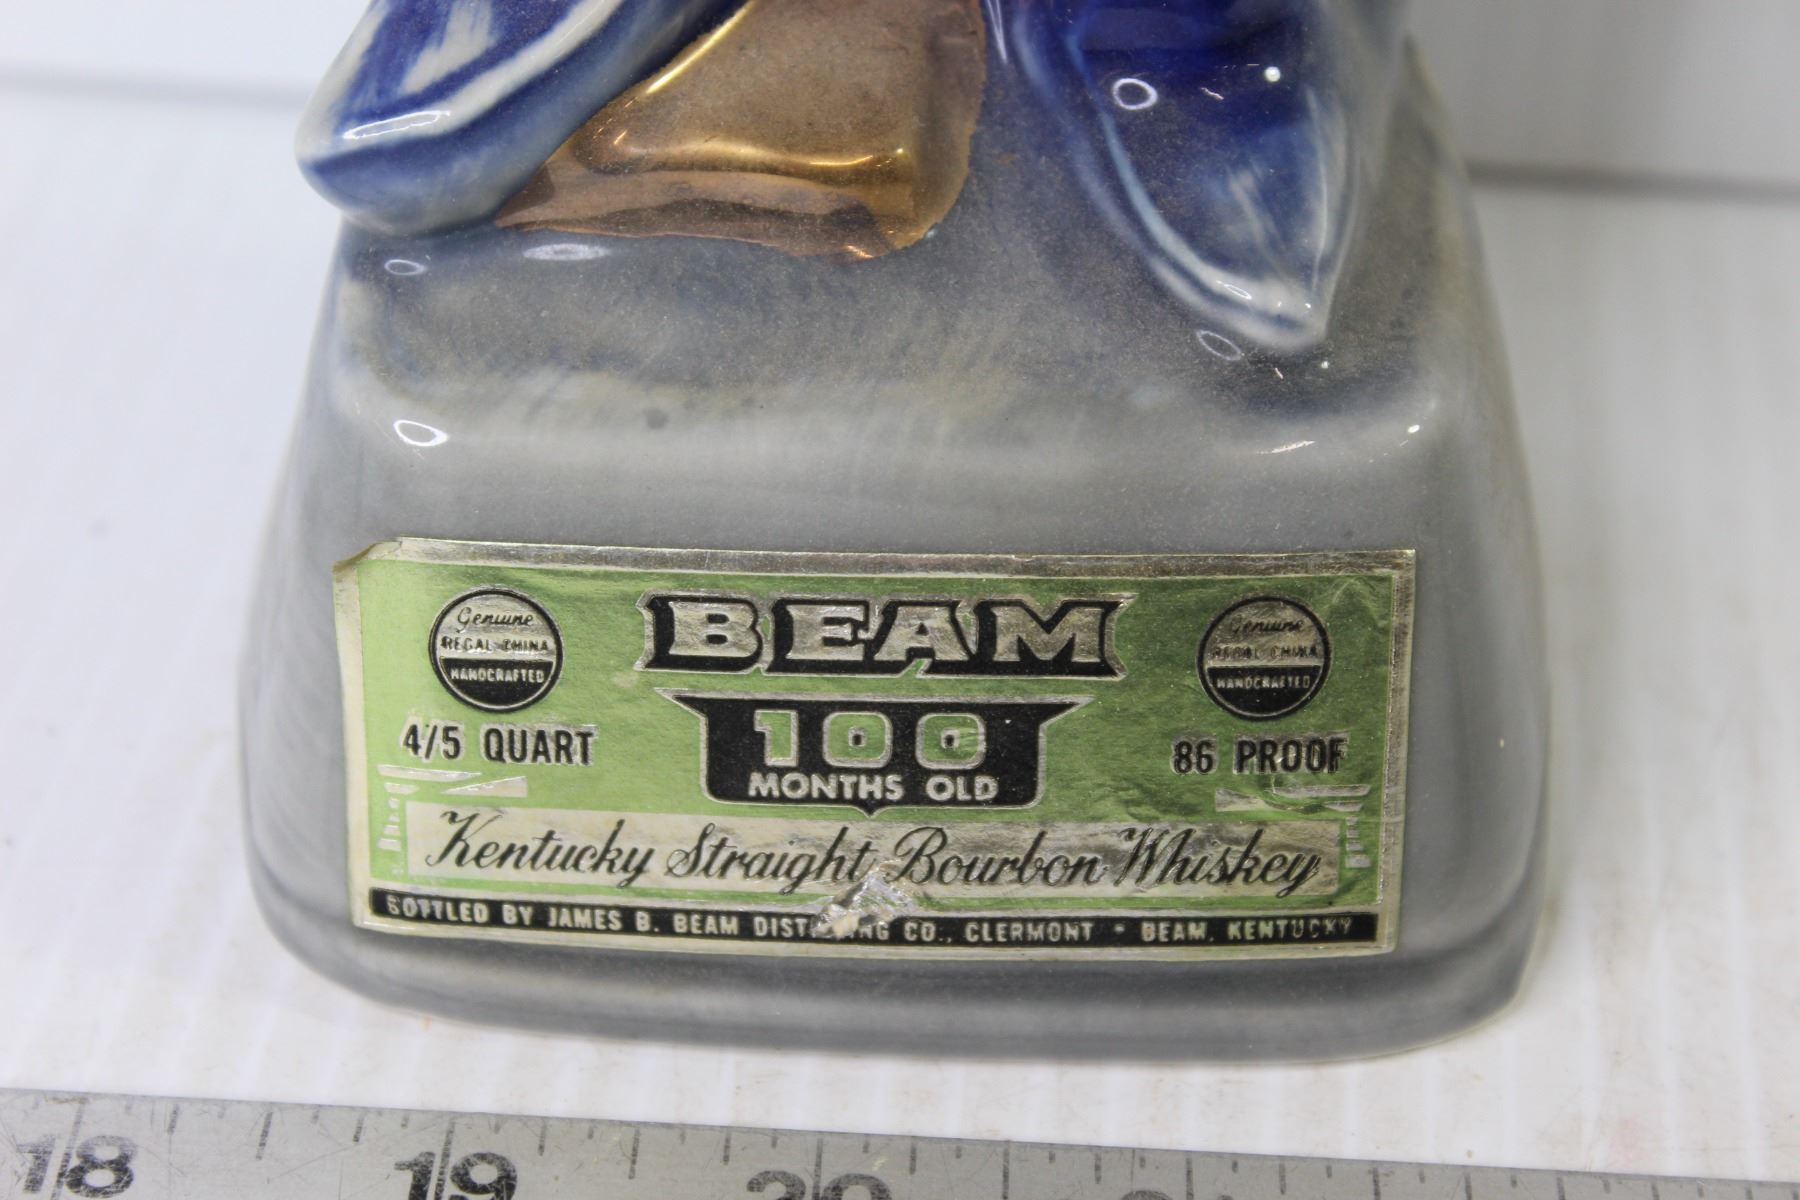 BEAM
Genuine
REGAL CHINA
HANDCRAFTED
Genuine
REGAL CHINA
HANDCRAFTED
4/5 QUART
100
MONTHS OLD
86 PROOF
Kentucky Straight Bourbon Whiskey
BOTTLED BY JAMES B. BEAM CO., CLERMONT • BEAM, KENTUCKY
18 19 20